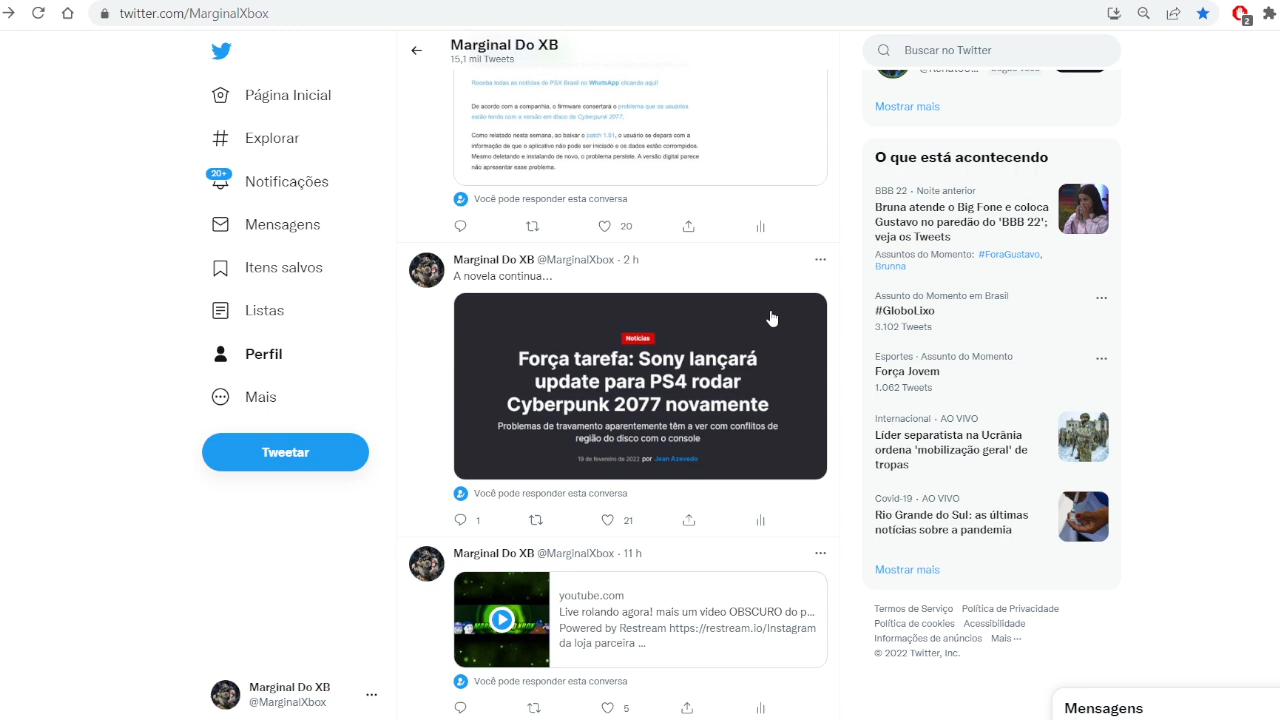 twitter.com/MarginalXbox
2
Página Inicial
Explorar
20+
Notificações
Mensagens
Itens salvos
Listas
Perfil
Mais
Tweetar
Marginal Do XB
@MarginalXbox
Marginal Do XB
15,1 mil Tweets
Receba todas as notícias do PSX Brasil no WhatsApp clicando aqui!
De acordo com a companhia, o firmware consertará o problema que os usuários
estão tendo com a versão em disco de Cyberpunk 2077.
Como relatado nesta semana, ao baixar o patch 1.51, o usuário se depara com a
informação de que o aplicativo não pode ser iniciado e os dados estão corrompidos.
Mesmo deletando e instalando de novo, o problema persiste. A versão digital parece
não apresentar esse problema.
Você pode responder esta conversa
20
Marginal Do XB @MarginalXbox · 2 h
A novela continua...
Notícias
Força tarefa: Sony lançará
update para PS4 rodar
Cyberpunk 2077 novamente
Problemas de travamento aparentemente têm a ver com conflitos de
região do disco com o console
19 de fevereiro de 2022 por Jean Azevedo
Você pode responder esta conversa
1
21
Marginal Do XB @MarginalXbox · 11 h
youtube.com
Live rolando agora! mais um video OBSCURO do p...
Powered by Restream https://restream.io/Instagram
da loja parceira ...
Você pode responder esta conversa
5
Buscar no Twitter
Mostrar mais
O que está acontecendo
BBB 22 · Noite anterior
Bruna atende o Big Fone e coloca
Gustavo no paredão do 'BBB 22';
veja os Tweets
Assuntos do Momento: #ForaGustavo,
Brunna
Assunto do Momento em Brasil
#GloboLixo
3.102 Tweets
Esportes · Assunto do Momento
Força Jovem
1.062 Tweets
Internacional · AO VIVO
Líder separatista na Ucrânia
ordena 'mobilização geral' de
tropas
Covid-19 · AO VIVO
Rio Grande do Sul: as últimas
notícias sobre a pandemia
Mostrar mais
Termos de Serviço Política de Privacidade
Política de cookies Acessibilidade
Informações de anúncios Mais ···
© 2022 Twitter, Inc.
Mensagens